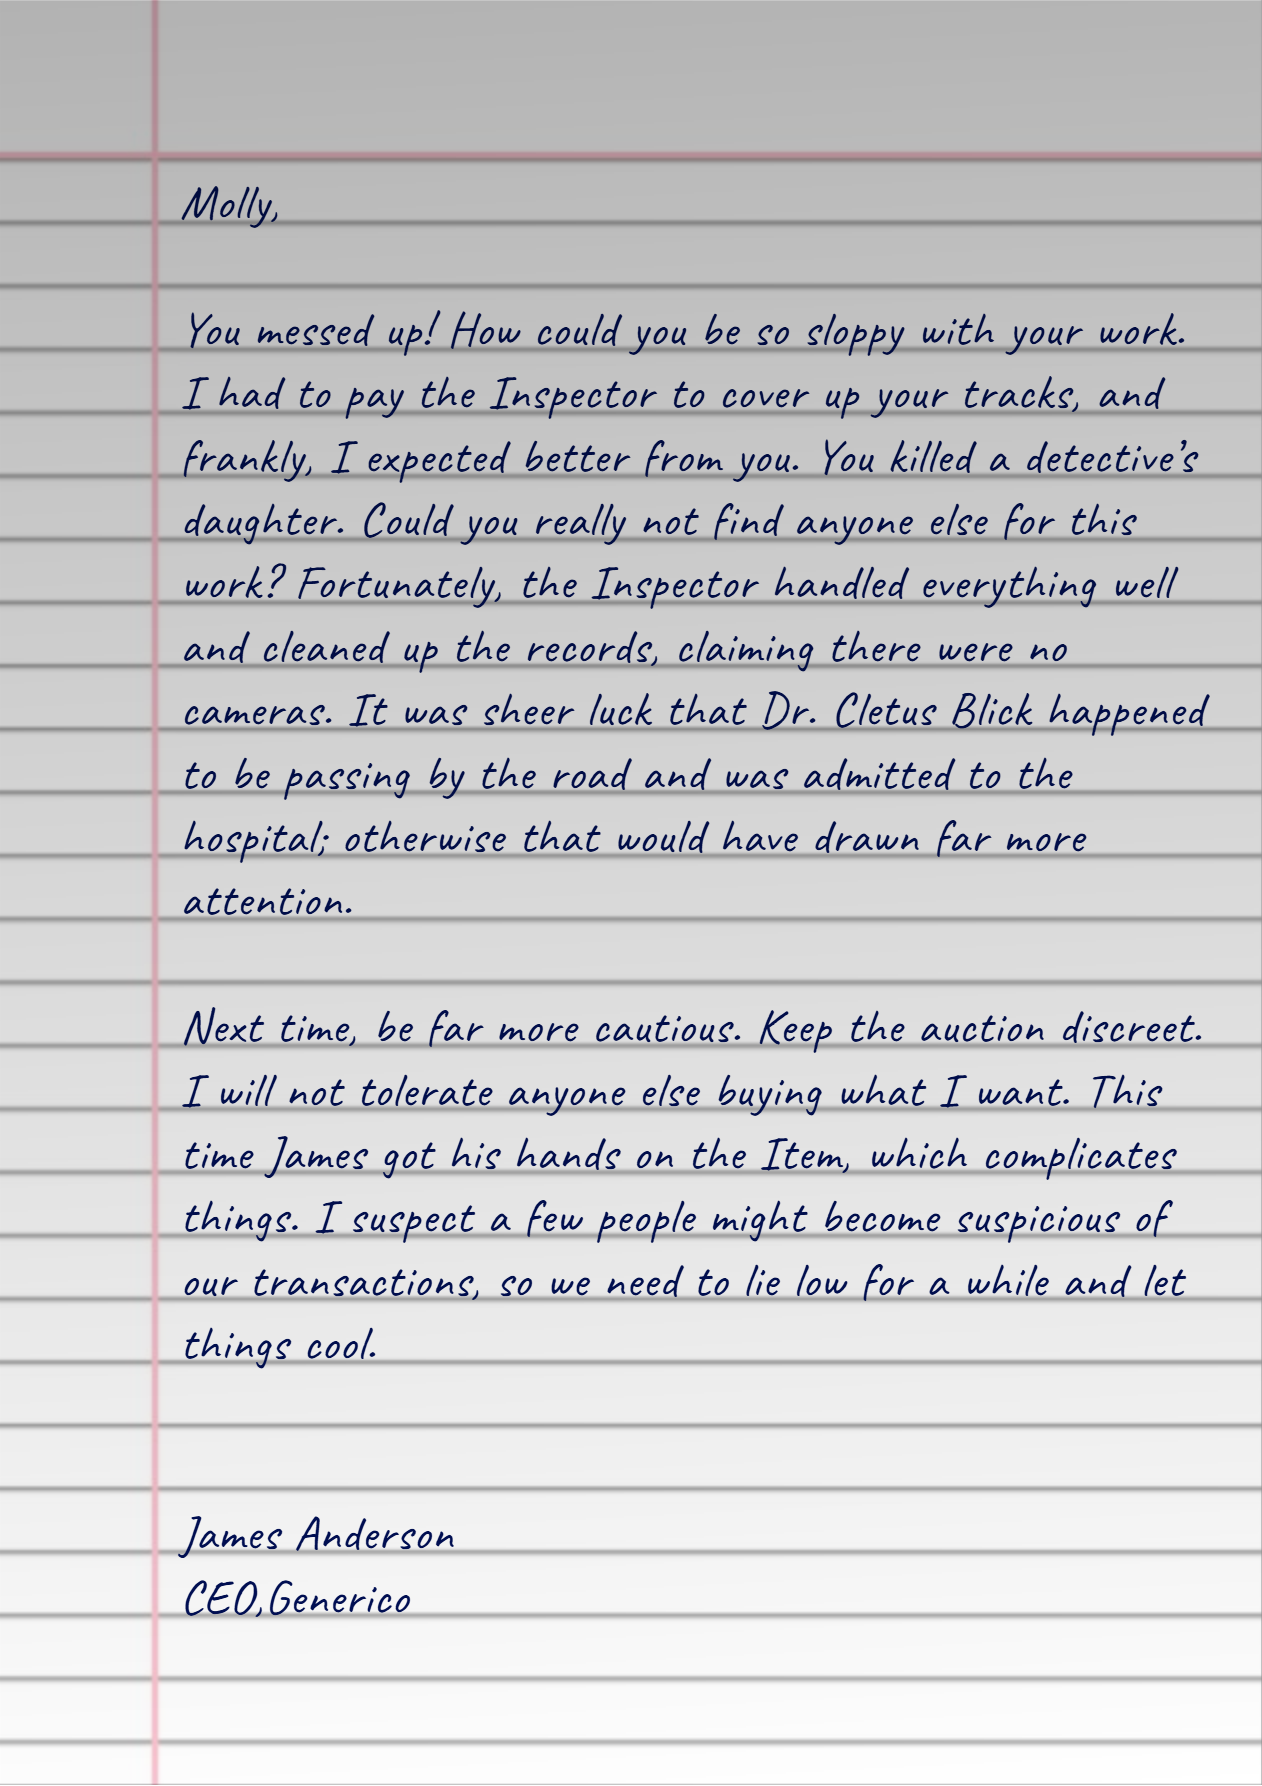 Molly,
You messed up! How could you be so sloppy with your work.
I had to pay the Inspector to cover up your tracks, and
frankly, I expected better from you. You killed a detective's
daughter. Could you really not find anyone else for this
work? Fortunately, the Inspector handled everything well
and cleaned up the records, claiming there were no
cameras. It was sheer luck that Dr. Cletus Blick happened
to be passing by the road and was admitted to the
hospital; otherwise that would have drawn far more
attention.
Next time, be far more cautious. Keep the auction discreet.
I will not tolerate anyone else buying what I want. This
time James got his hands on the Item, which complicates
things. I suspect a few people might become suspicious of
our transactions, so we need to lie low for a while and let
things cool.
James Anderson
CEO,Generico